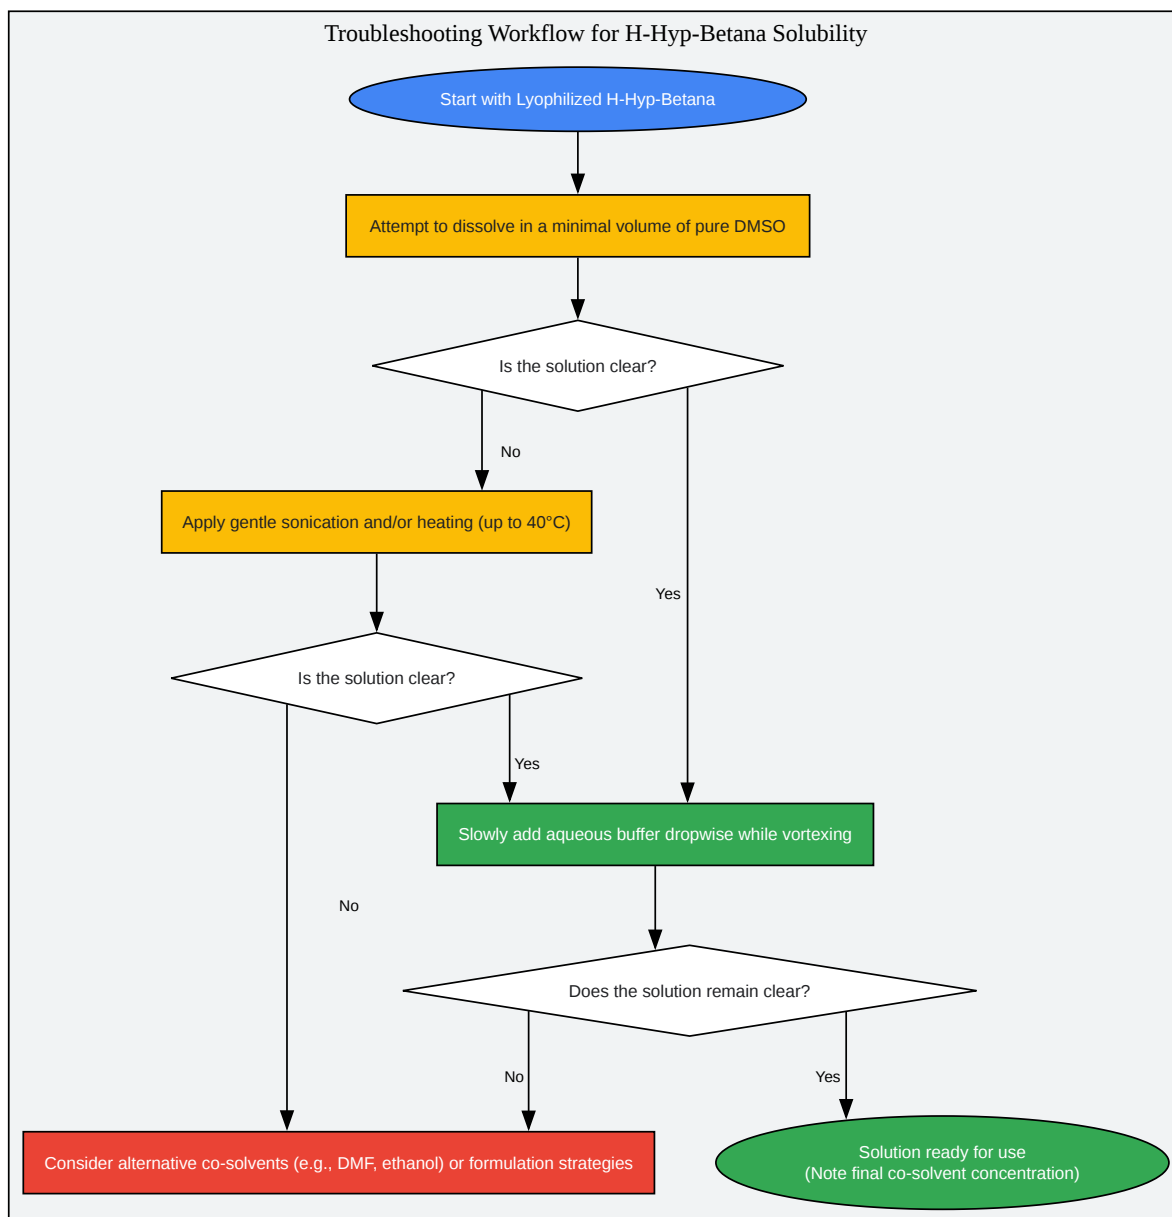 Troubleshooting Workflow for H-Hyp-Betana Solubility
Start with Lyophilized H-Hyp-Betana
Attempt to dissolve in a minimal volume of pure DMSO
Is the solution clear?
No
Apply gentle sonication and/or heating (up to 40°C)
Yes
Is the solution clear?
Yes
Slowly add aqueous buffer dropwise while vortexing
No
Does the solution remain clear?
No
Yes
Consider alternative co-solvents (e.g., DMF, ethanol) or formulation strategies
Solution ready for use
(Note final co-solvent concentration)